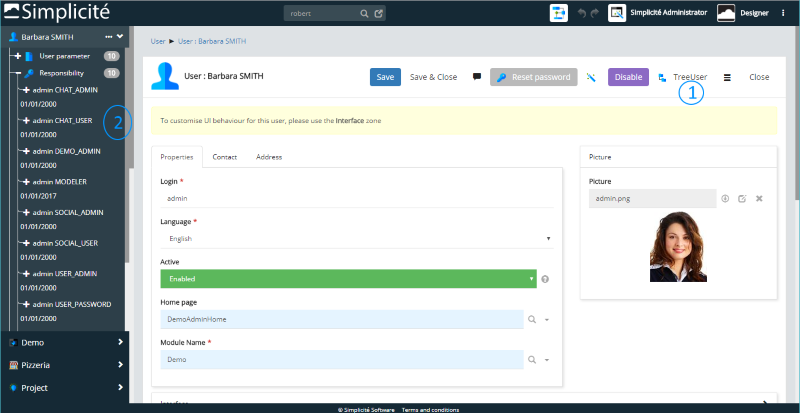 Simplicité
robert
Simplicité Administrator
Designer
Barbara SMITH
User parameter 10
Responsibility 10
admin CHAT_ADMIN
01/01/2000
admin CHAT_USER
01/01/2000
admin DEMO_ADMIN
01/01/2000
admin MODELER
01/01/2017
admin SOCIAL_ADMIN
01/01/2000
admin SOCIAL_USER
01/01/2000
admin USER_ADMIN
01/01/2000
admin USER_PASSWORD
01/01/2000
Demo
Pizzeria
Project
2
User ► User : Barbara SMITH
User : Barbara SMITH
Save
Save & Close
Reset password
Disable
TreeUser
Close
1
To customise UI behaviour for this user, please use the Interface zone
Properties
Contact
Address
Login *
admin
Language *
English
Active
Enabled
Home page
DemoAdminHome
Module Name *
Demo
Interface
Picture
Picture
admin.png
© Simplicité Software Terms and conditions